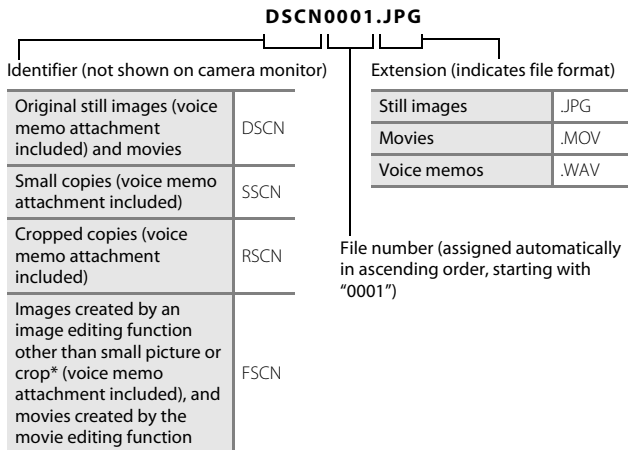 DSCN0001.JPG
Identifier (not shown on camera monitor)
Original still images (voice
memo attachment
included) and movies
DSCN
Small copies (voice memo
attachment included)
SSCN
Cropped copies (voice
memo attachment
included)
RSCN
Images created by an
image editing function
other than small picture or
crop* (voice memo
attachment included), and
movies created by the
movie editing function
FSCN
Extension (indicates file format)
Still images .JPG
Movies .MOV
Voice memos .WAV
File number (assigned automatically
in ascending order, starting with
“0001”)